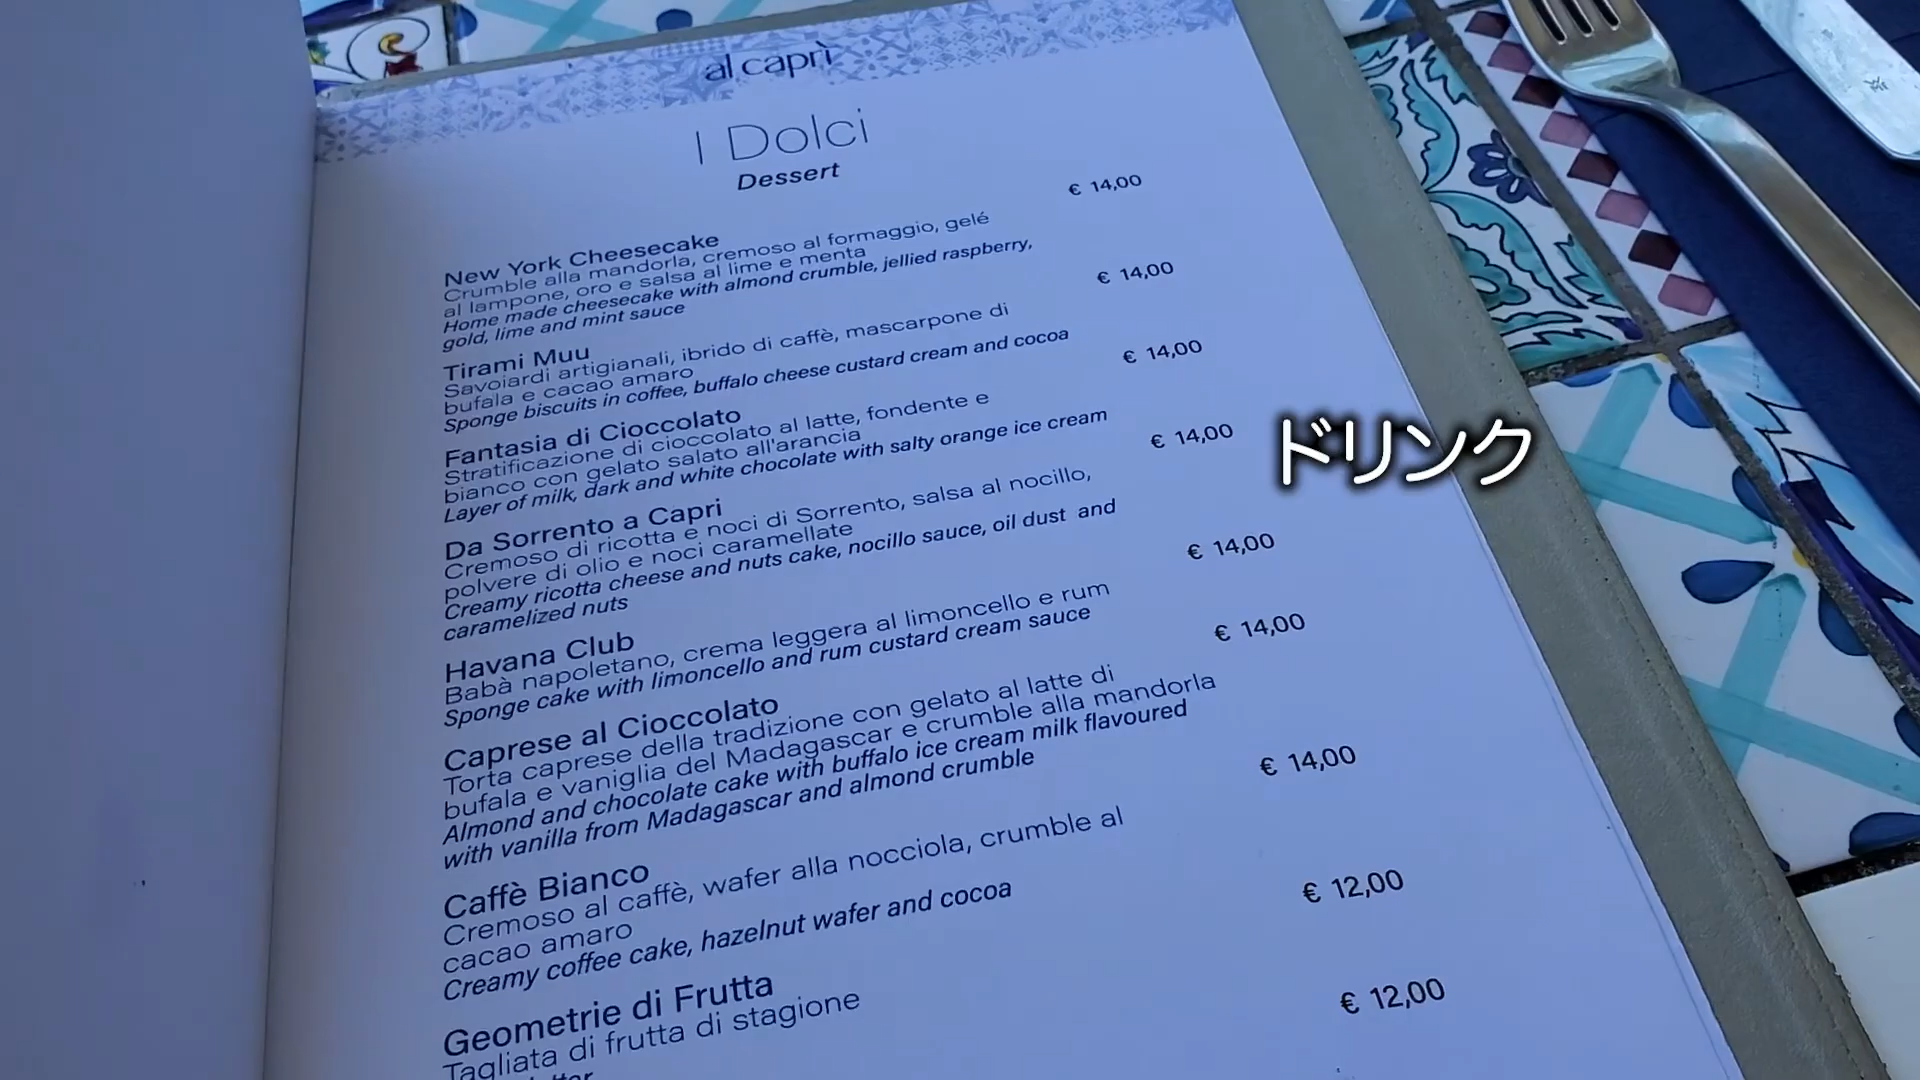 al caprì
I Dolci
Dessert
New York Cheesecake
€ 14,00
Crumble alla mandorla, cremoso al formaggio, gelé
al lampone, oro e salsa al lime e menta
Home made cheesecake with almond crumble, jellied raspberry,
gold, lime and mint sauce
Tirami Muu
€ 14,00
Savoiardi artigianali, ibrido di caffè, mascarpone di
bufala e cacao amaro
Sponge biscuits in coffee, buffalo cheese custard cream and cocoa
Fantasia di Cioccolato
€ 14,00
Stratificazione di cioccolato al latte, fondente e
bianco con gelato salato all'arancia
Layer of milk, dark and white chocolate with salty orange ice cream
Da Sorrento a Capri
€ 14,00
Cremoso di ricotta e noci di Sorrento, salsa al nocillo,
polvere di olio e noci caramellate
Creamy ricotta cheese and nuts cake, nocillo sauce, oil dust and
caramelized nuts
Havana Club
€ 14,00
Babà napoletano, crema leggera al limoncello e rum
Sponge cake with limoncello and rum custard cream sauce
Caprese al Cioccolato
€ 14,00
Torta caprese della tradizione con gelato al latte di
bufala e vaniglia del Madagascar e crumble alla mandorla
Almond and chocolate cake with buffalo ice cream milk flavoured
with vanilla from Madagascar and almond crumble
Caffè Bianco
€ 14,00
Cremoso al caffè, wafer alla nocciola, crumble al
cacao amaro
Creamy coffee cake, hazelnut wafer and cocoa
Geometrie di Frutta
€ 12,00
Tagliata di frutta di stagione
€ 12,00
ドリンク
WMF